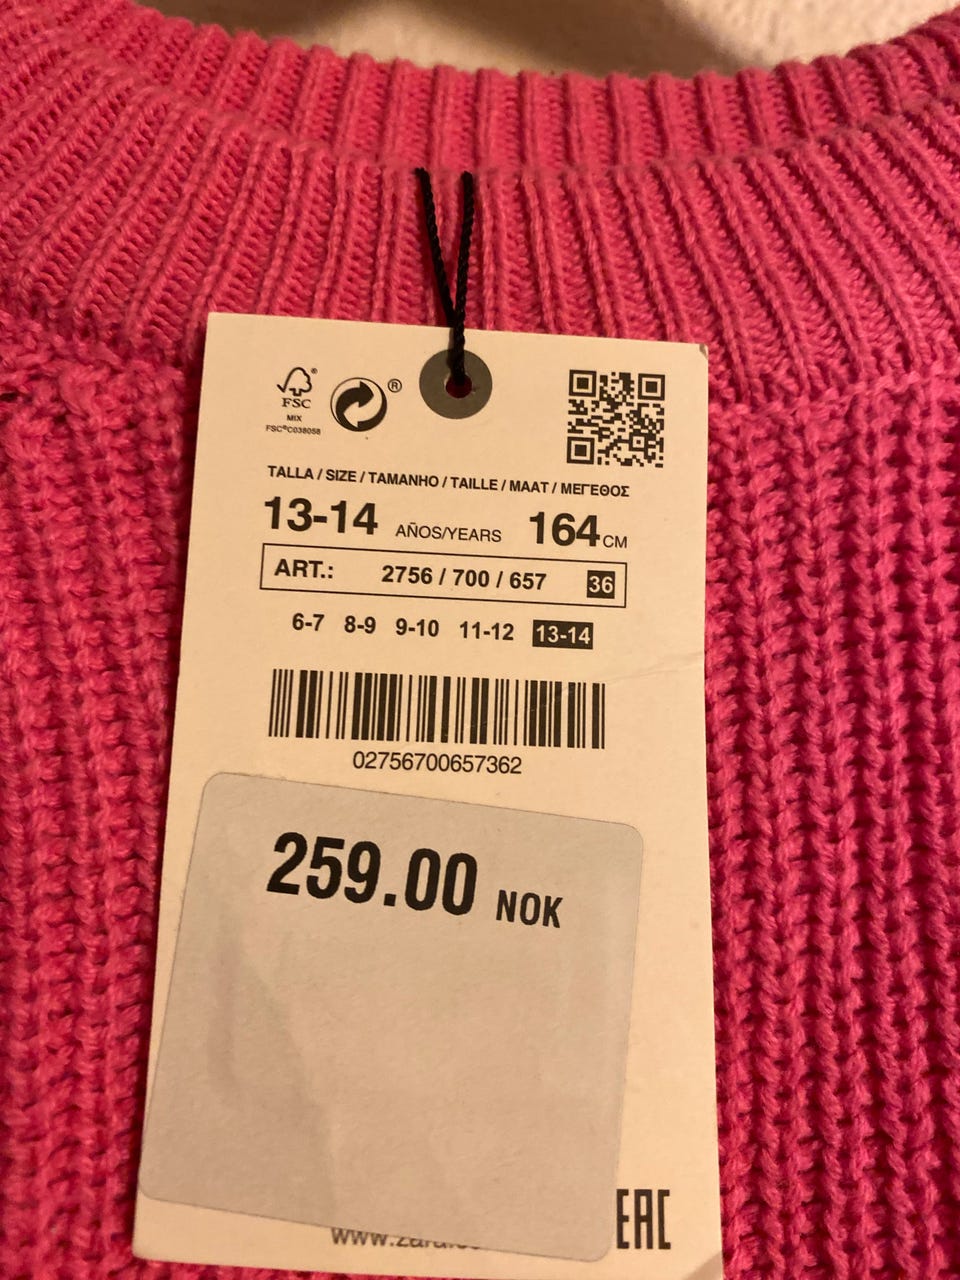 FSC
MIX
FSC®C038058
®
TALLA / SIZE / TAMANHO / TAILLE / MAAT / ΜΕΓΕΘΟΣ
13-14 AÑOS/YEARS 164 CM
ART.: 2756 / 700 / 657 36
6-7 8-9 9-10 11-12 13-14
02756700657362
259.00 NOK
EAC